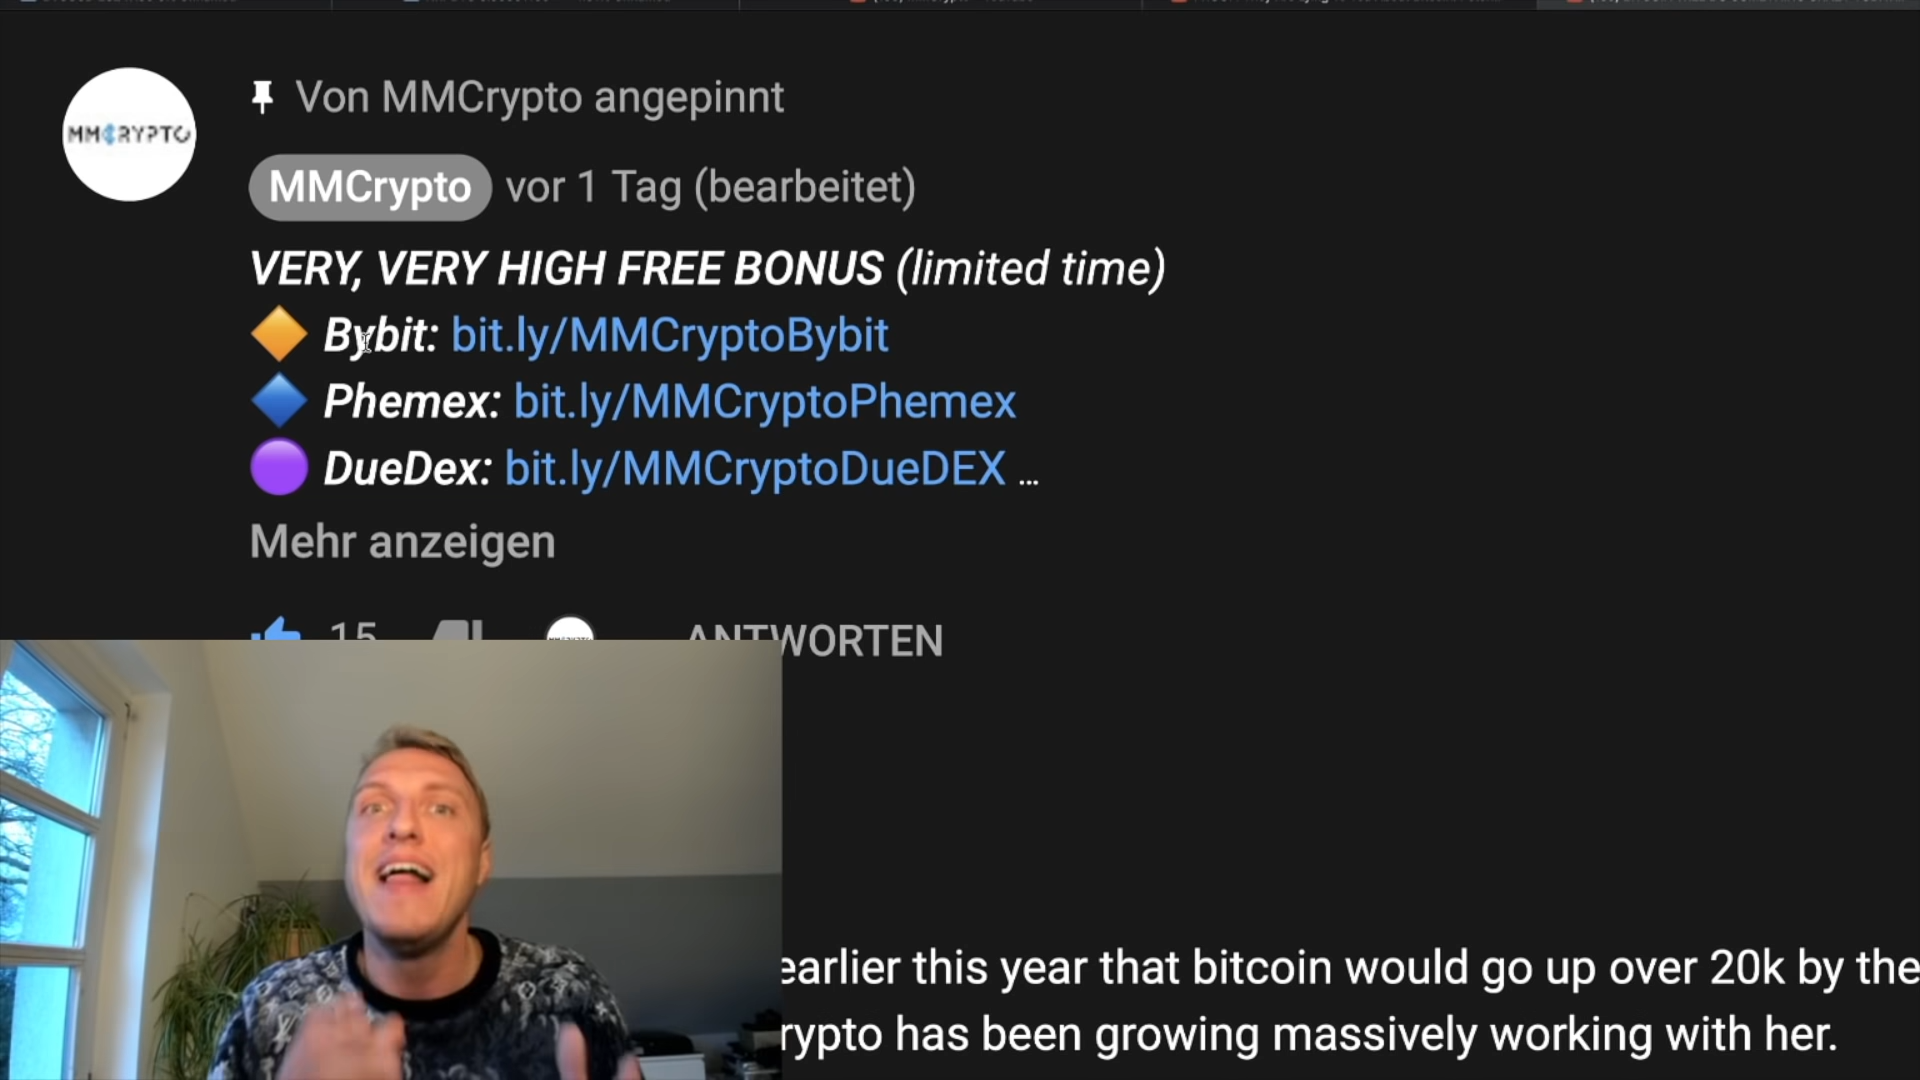 MMCRYPTO
Von MMCrypto angepinnt
MMCrypto vor 1 Tag (bearbeitet)
VERY, VERY HIGH FREE BONUS (limited time)
Bybit: bit.ly/MMCryptoBybit
Phemex: bit.ly/MMCryptoPhemex
DueDex: bit.ly/MMCryptoDueDEX ...
Mehr anzeigen
15 ANTWORTEN
earlier this year that bitcoin would go up over 20k by the
rypto has been growing massively working with her.